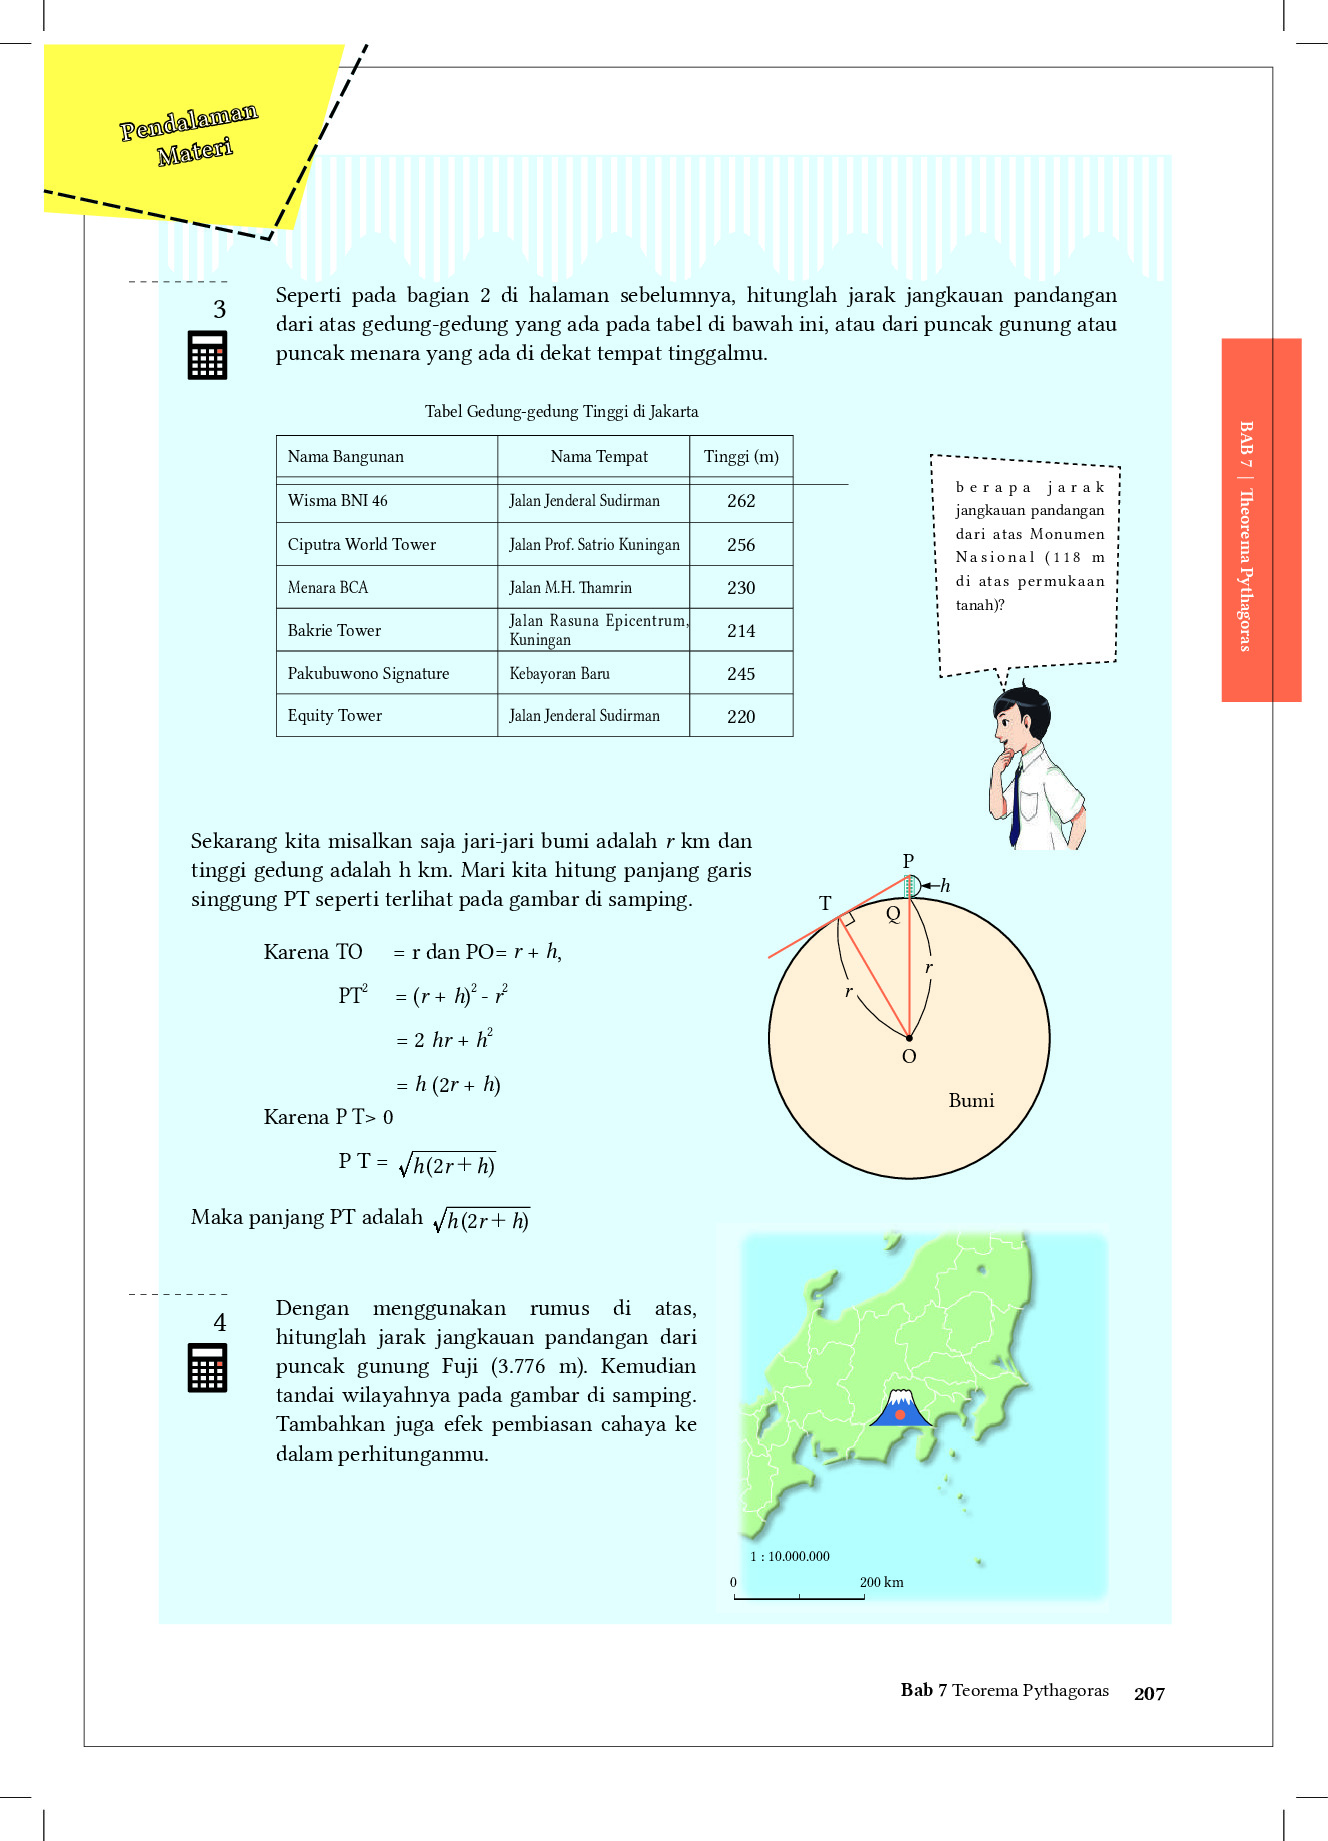 Pendalaman
Materi
3
Seperti pada bagian 2 di halaman sebelumnya, hitunglah jarak jangkauan pandangan
dari atas gedung-gedung yang ada pada tabel di bawah ini, atau dari puncak gunung atau
puncak menara yang ada di dekat tempat tinggalmu.
Tabel Gedung-gedung Tinggi di Jakarta
Nama Bangunan Nama Tempat Tinggi (m)
Wisma BNI 46 Jalan Jenderal Sudirman 262
Ciputra World Tower Jalan Prof. Satrio Kuningan 256
Menara BCA Jalan M.H. Thamrin 230
Bakrie Tower Jalan Rasuna Epicentrum, Kuningan 214
Pakubuwono Signature Kebayoran Baru 245
Equity Tower Jalan Jenderal Sudirman 220
berapa jarak
jangkauan pandangan
dari atas Monumen
Nasional (118 m
di atas permukaan
tanah)?
BAB 7 | Theorema Pythagoras
Sekarang kita misalkan saja jari-jari bumi adalah r km dan
tinggi gedung adalah h km. Mari kita hitung panjang garis
singgung PT seperti terlihat pada gambar di samping.
Karena TO = r dan PO= r + h,
PT² = (r + h)² - r²
= 2 hr + h²
= h (2r + h)
Karena P T> 0
P T = √h(2r + h)
Maka panjang PT adalah √h(2r + h)
P
h
T
Q
r
r
O
Bumi
4
Dengan menggunakan rumus di atas,
hitunglah jarak jangkauan pandangan dari
puncak gunung Fuji (3.776 m). Kemudian
tandai wilayahnya pada gambar di samping.
Tambahkan juga efek pembiasan cahaya ke
dalam perhitunganmu.
1 : 10.000.000
0 200 km
Bab 7 Teorema Pythagoras 207